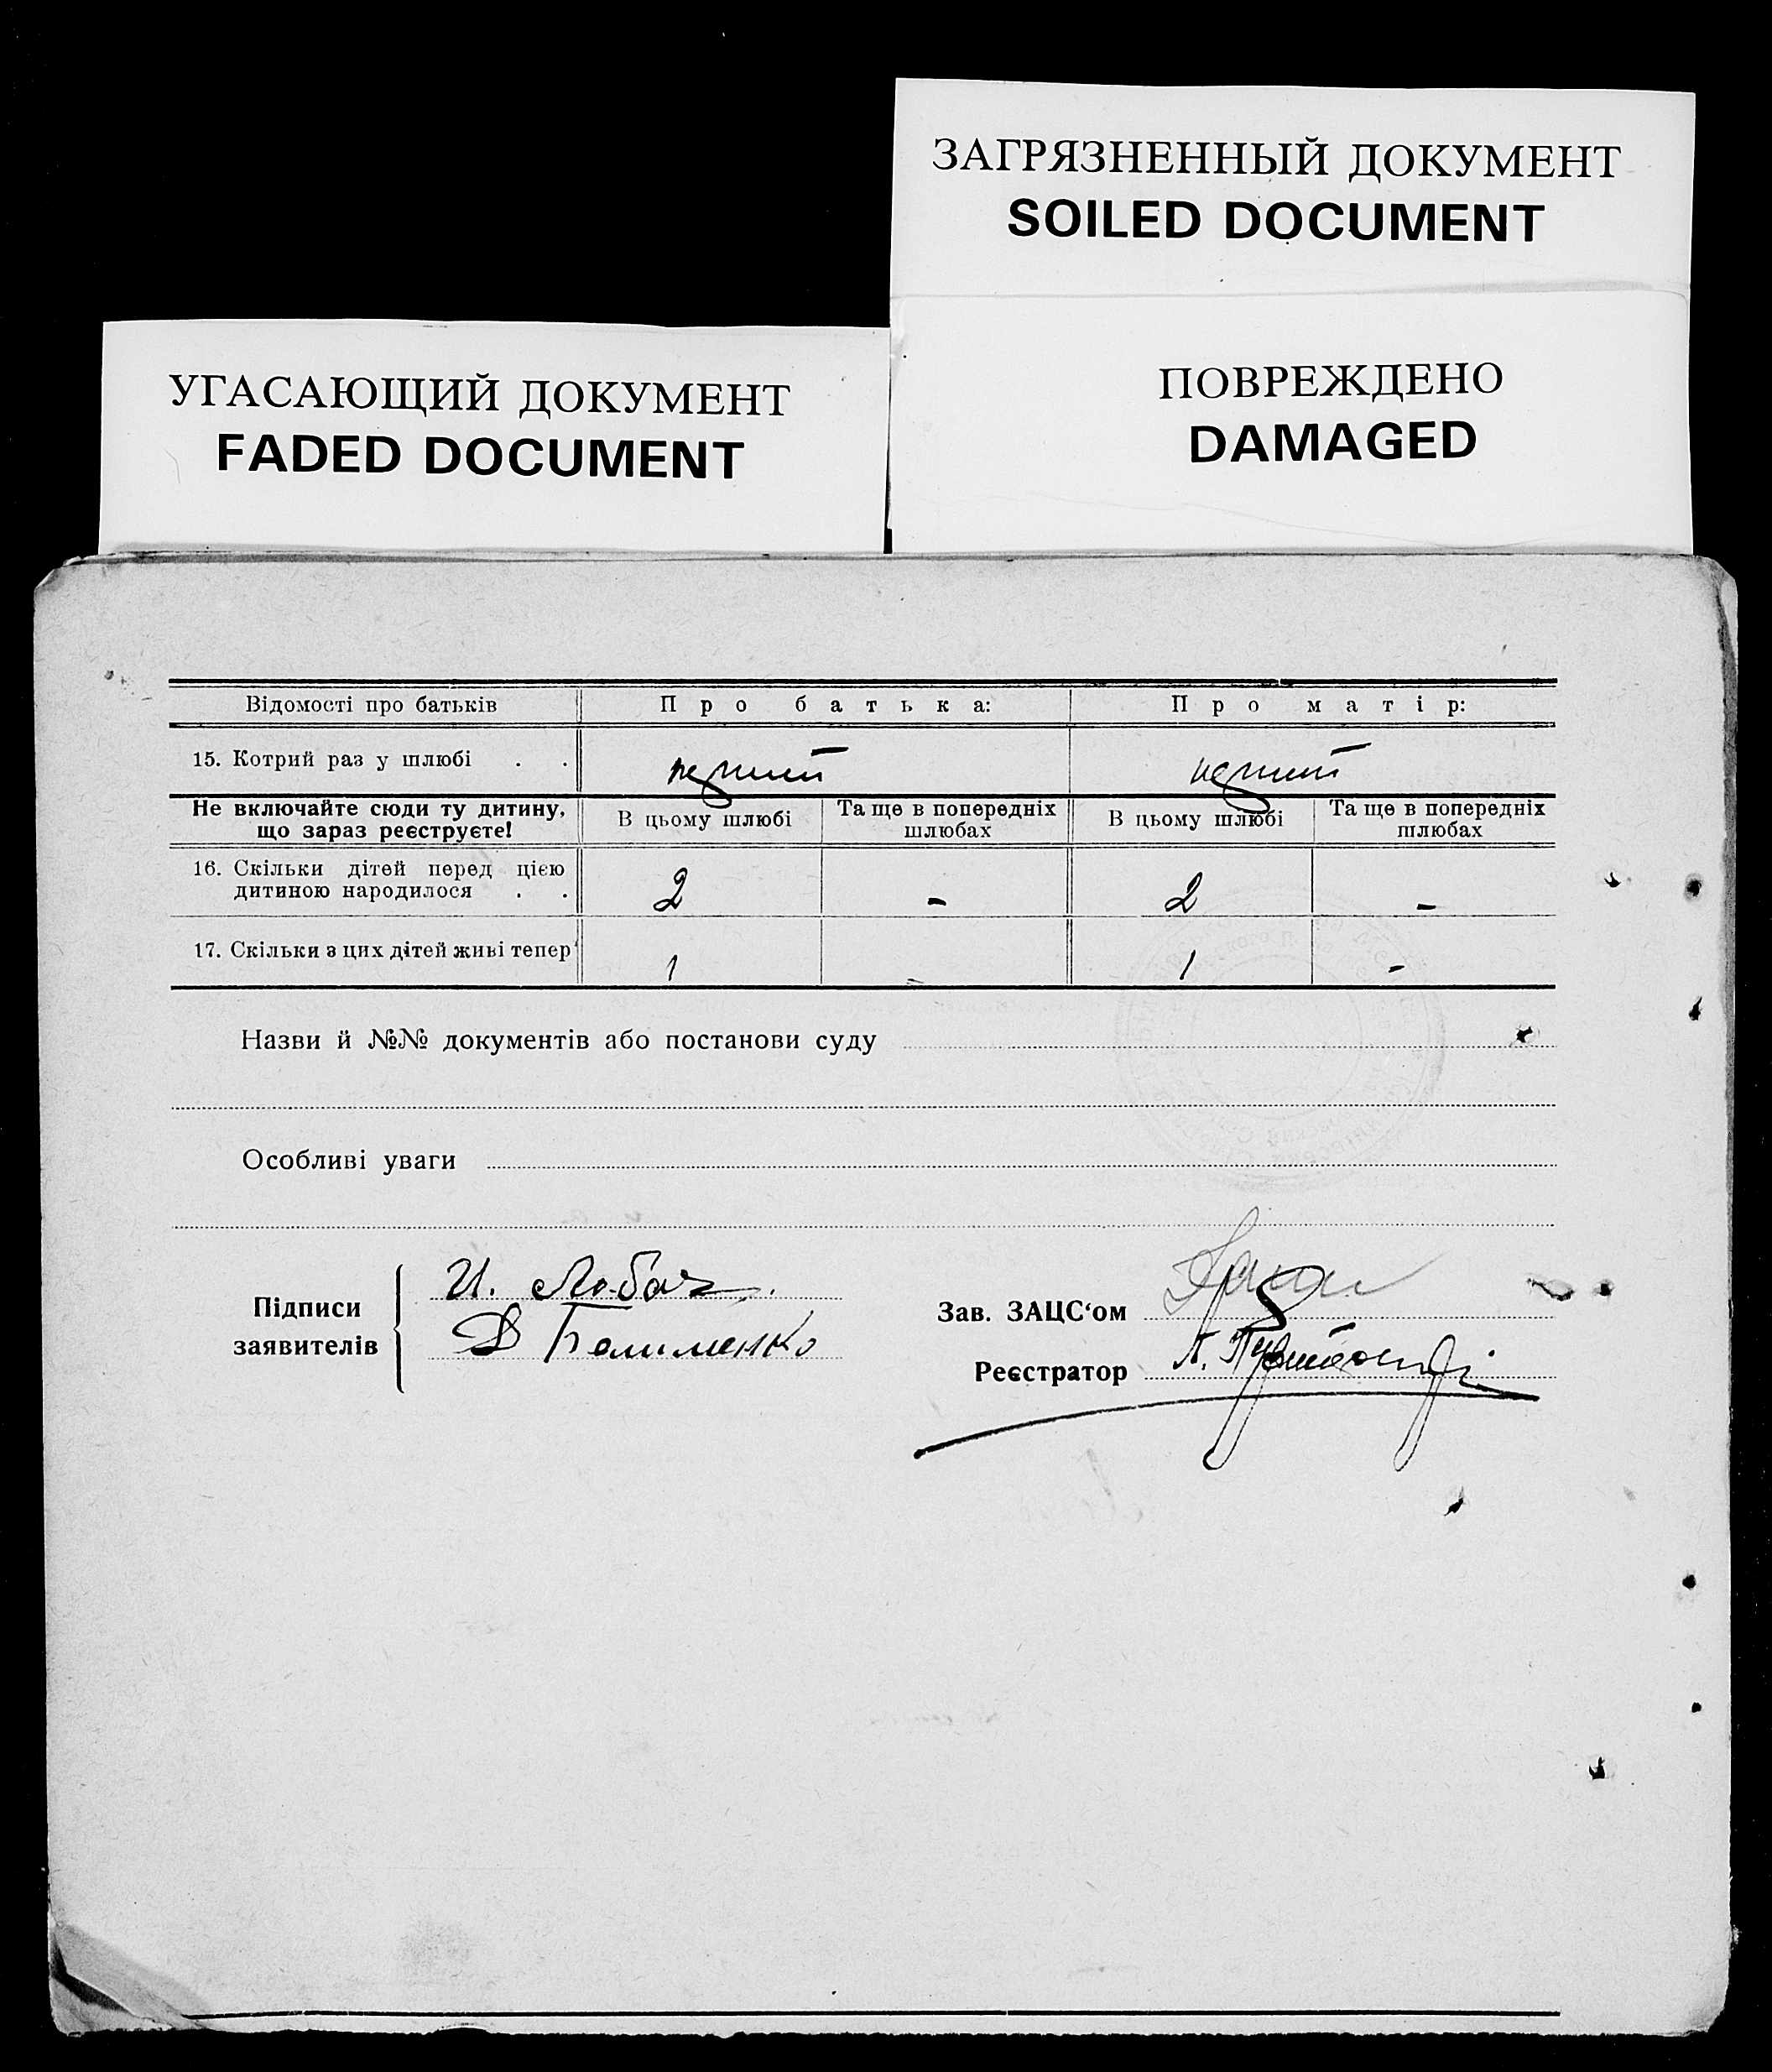 ЗАГРЯЗНЕННЫЙ ДОКУМЕНТ
SOILED DOCUMENT
УГАСАЮЩИЙ ДОКУМЕНТ
FADED DOCUMENT
ПОВРЕЖДЕНО
DAMAGED
Відомості про батьків Про батька: Про матір:
15. Котрий раз у шлюбі . . перший перший
Не включайте сюди ту дитину, що зараз реєструєте! В цьому шлюбі Та ще в попередніх шлюбах В цьому шлюбі Та ще в попередніх шлюбах
16. Скільки дітей перед цією
дитиною народилося . . 2 - 2 -
17. Скільки з цих дітей живі тепер 1 - 1 -
Назви й №№ документів або постанови суду
Особливі уваги
Підписи
заявителів
И. Лобач
Д
Зав. ЗАЦС'ом
Реєстратор Л.